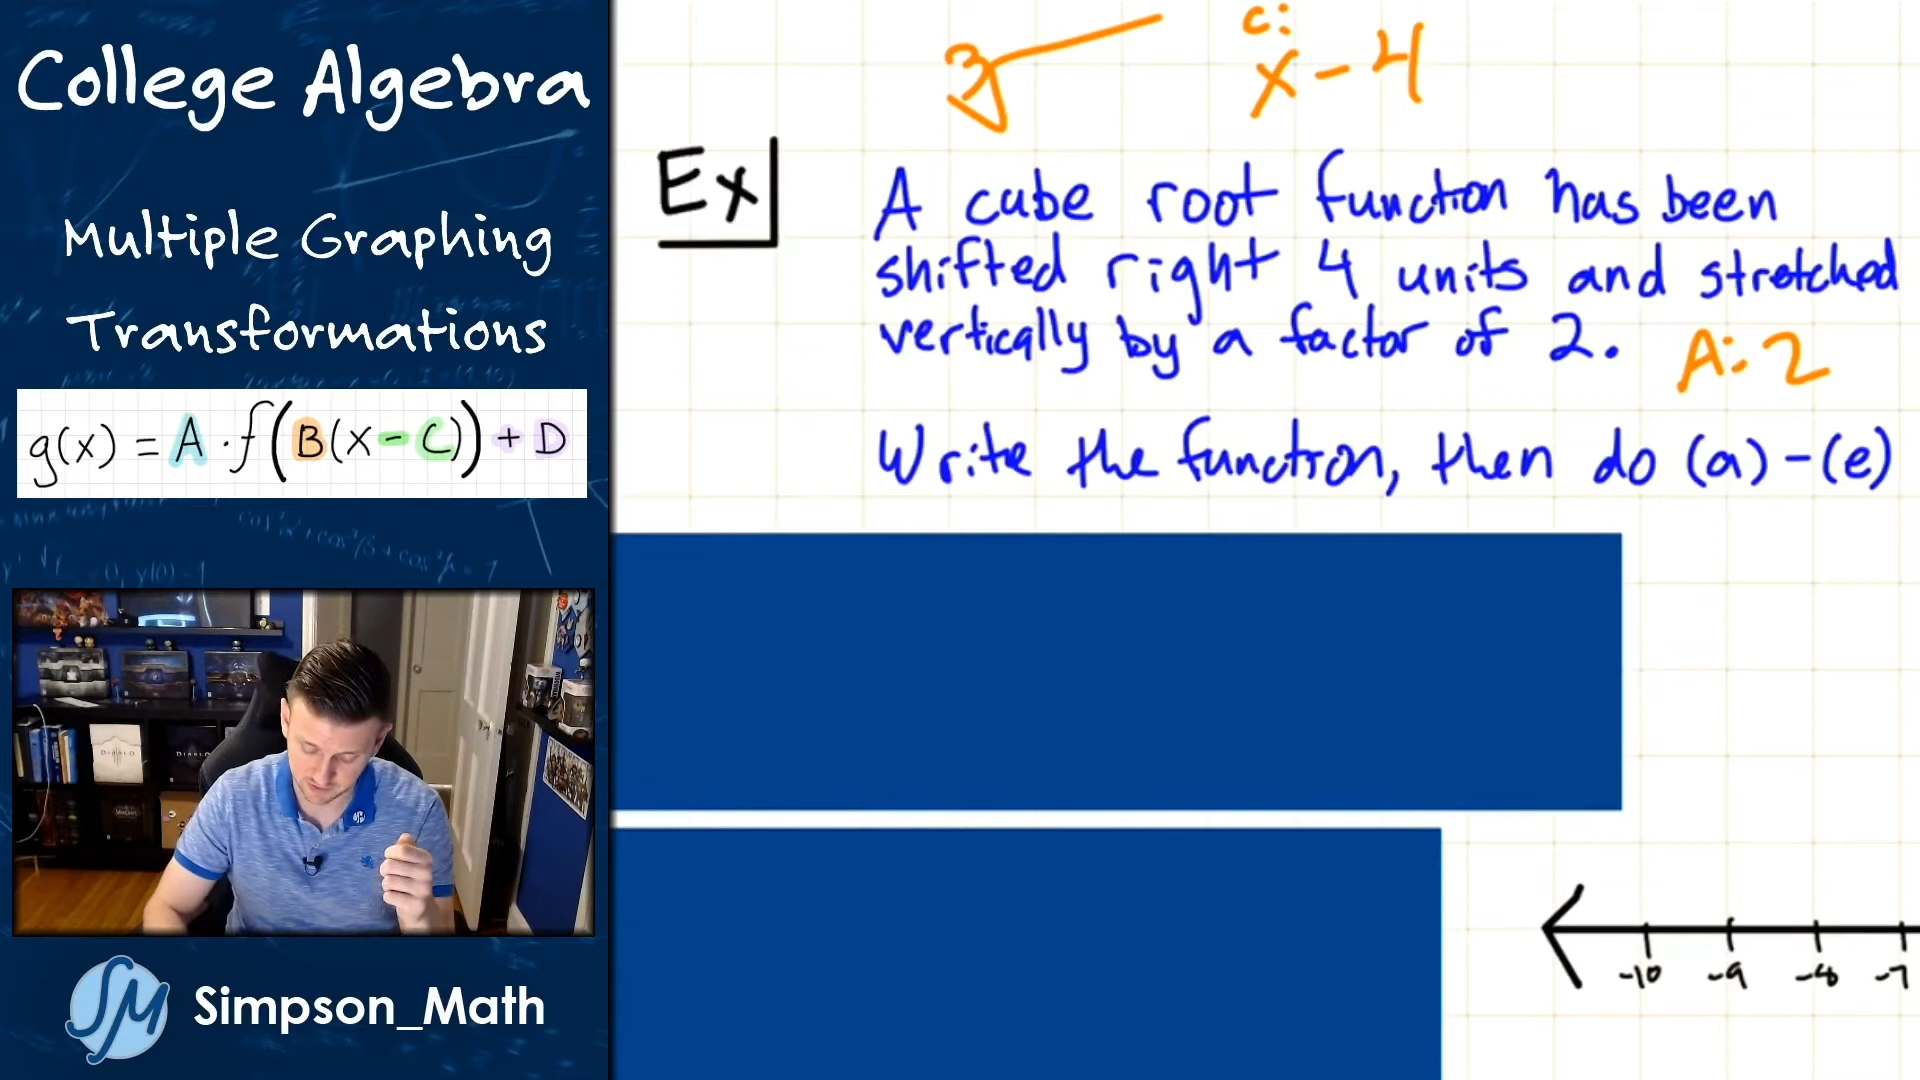 College Algebra
Multiple Graphing
Transformations
g(x) = A · f(B(x - C)) + D
Simpson_Math
3√
C:
x - 4
Ex
A cube root function has been
shifted right 4 units and stretched
vertically by a factor of 2.
A: 2
Write the function, then do (a)-(e)
-10 -9 -8 -7